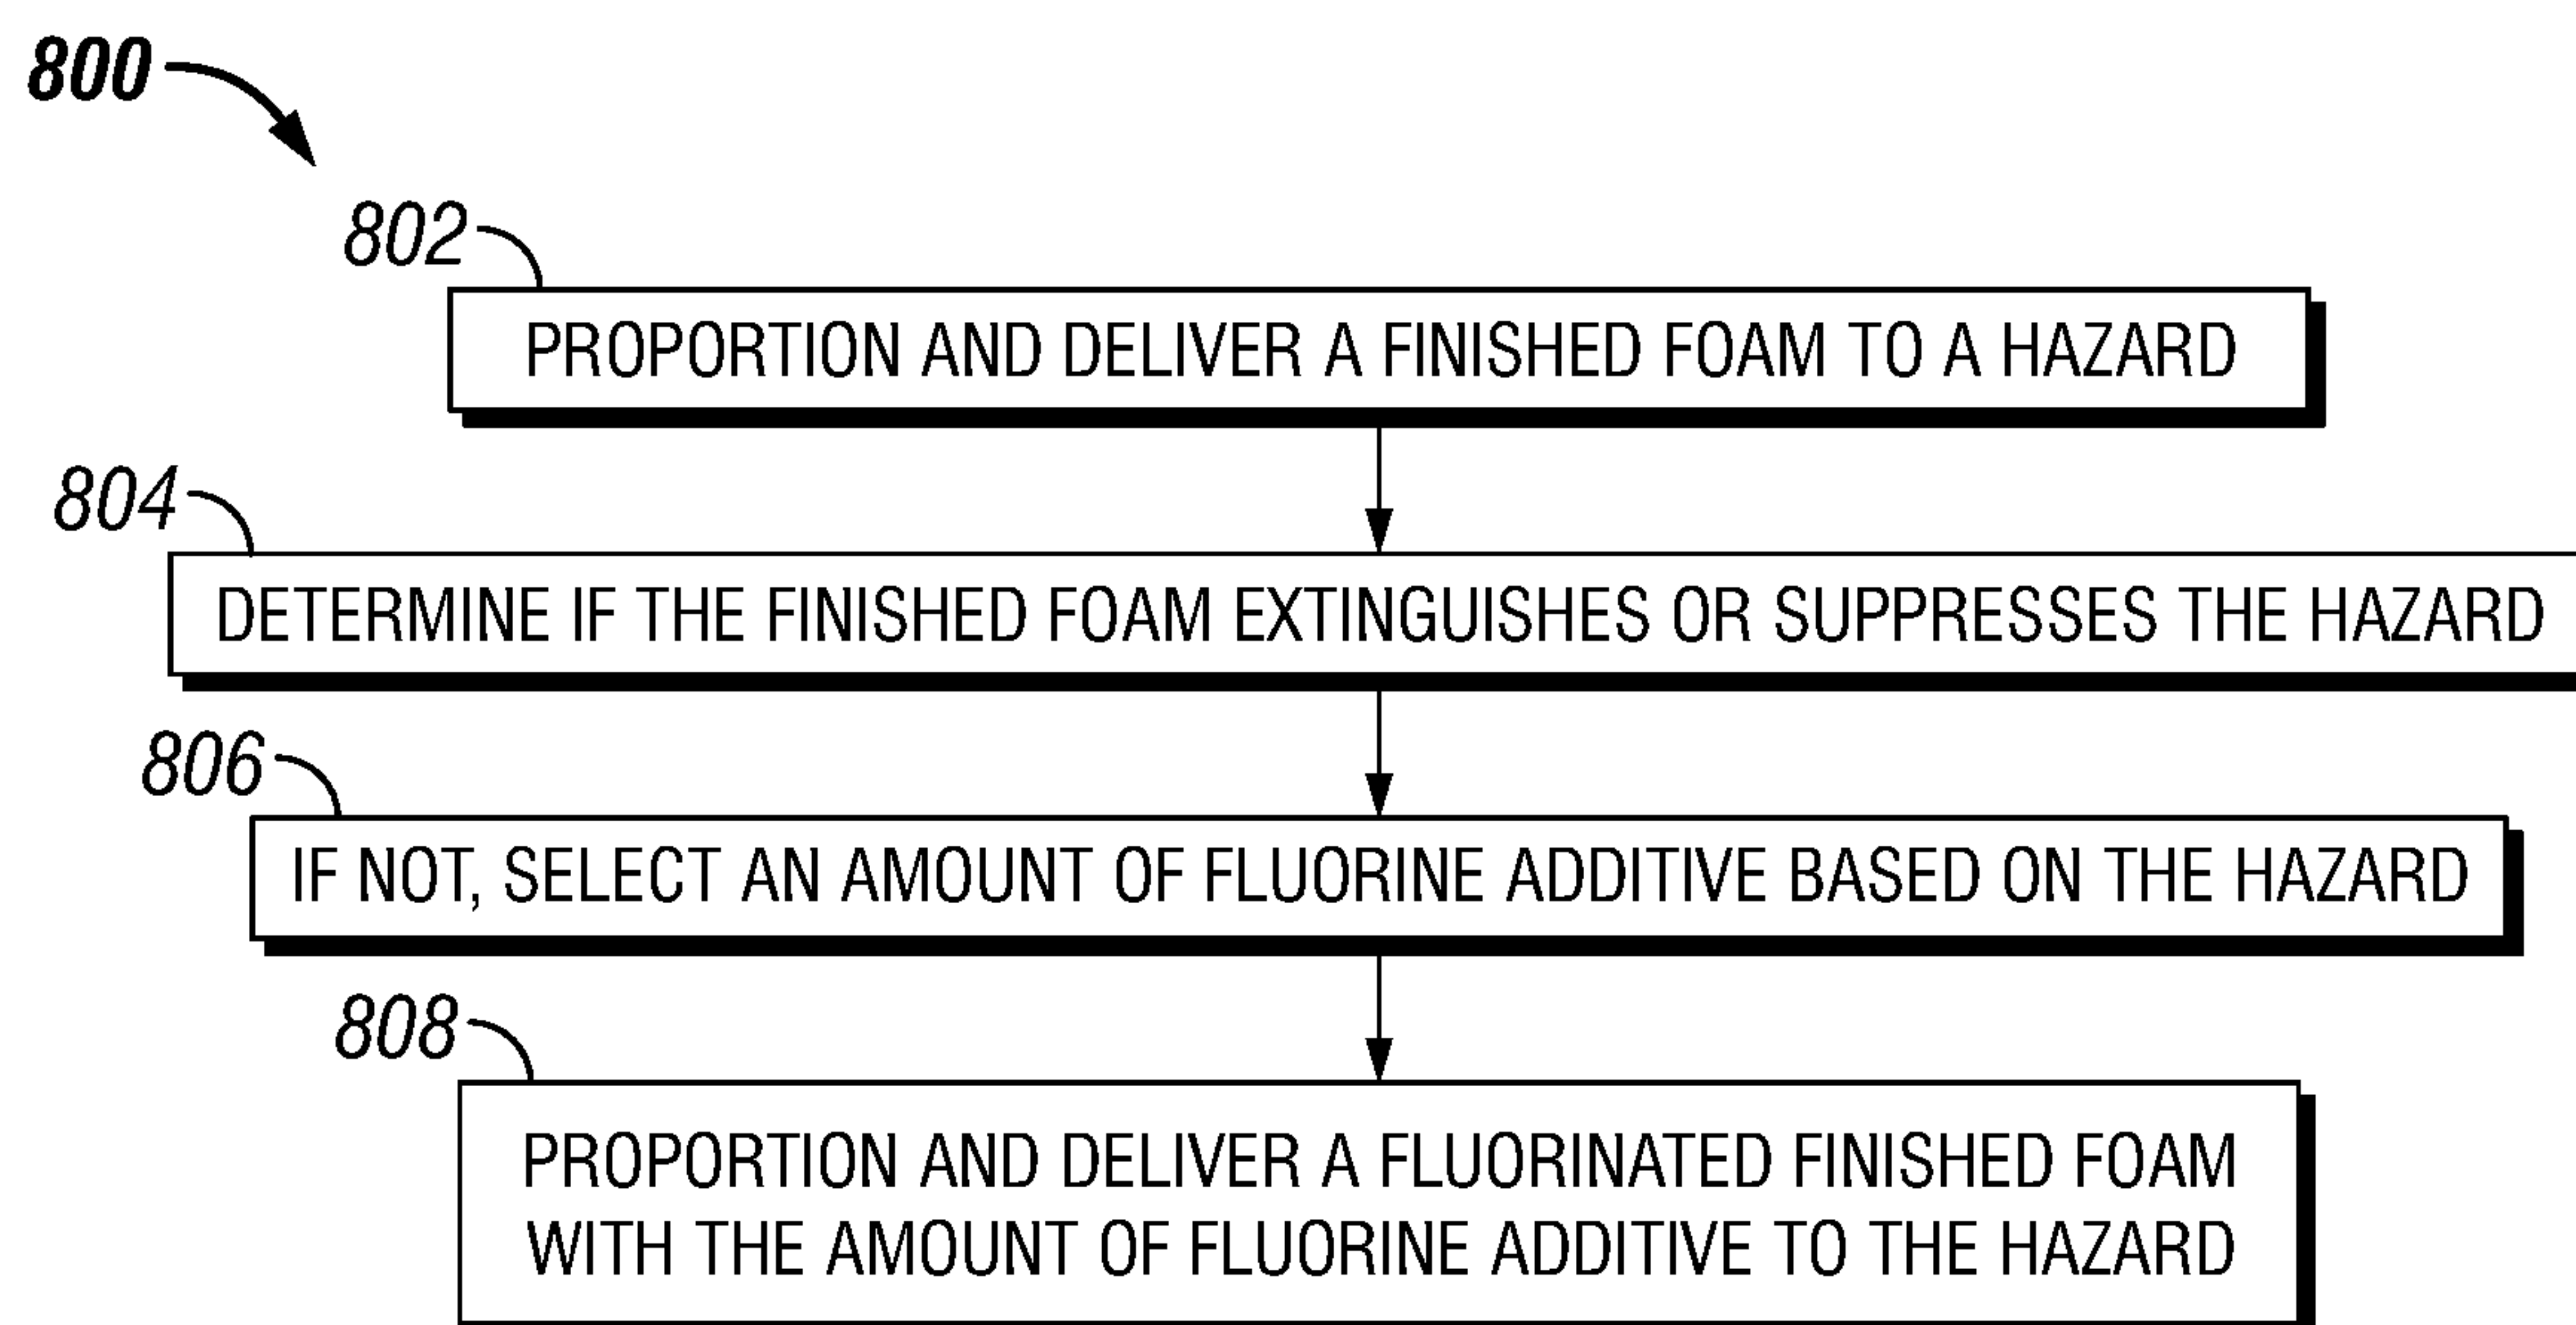 800
802
PROPORTION AND DELIVER A FINISHED FOAM TO A HAZARD
804
DETERMINE IF THE FINISHED FOAM EXTINGUISHES OR SUPPRESSES THE HAZARD
806
IF NOT, SELECT AN AMOUNT OF FLUORINE ADDITIVE BASED ON THE HAZARD
808
PROPORTION AND DELIVER A FLUORINATED FINISHED FOAM
WITH THE AMOUNT OF FLUORINE ADDITIVE TO THE HAZARD